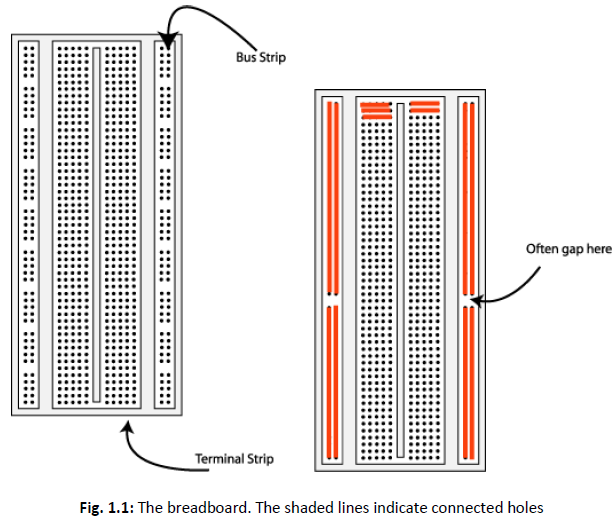 Bus Strip
Often gap here
Terminal Strip
Fig. 1.1: The breadboard. The shaded lines indicate connected holes